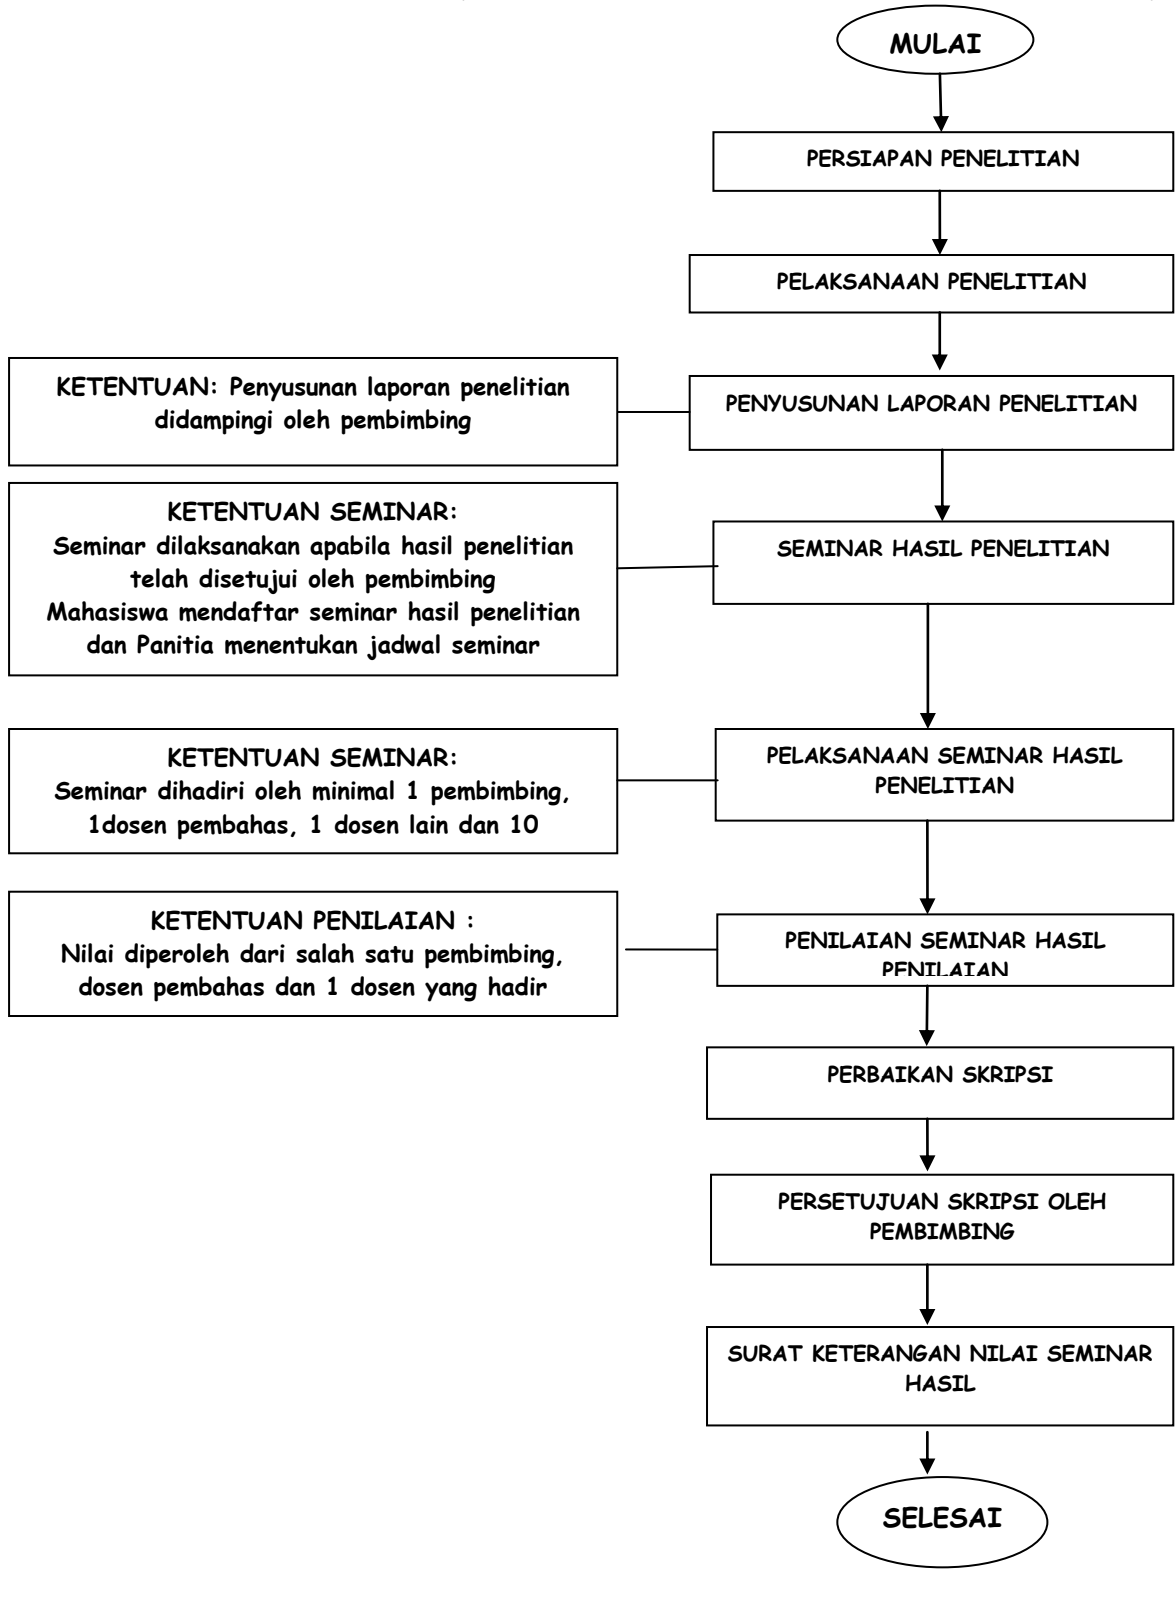 MULAI
PERSIAPAN PENELITIAN
PELAKSANAAN PENELITIAN
KETENTUAN: Penyusunan laporan penelitian
didampingi oleh pembimbing
PENYUSUNAN LAPORAN PENELITIAN
KETENTUAN SEMINAR:
Seminar dilaksanakan apabila hasil penelitian
telah disetujui oleh pembimbing
Mahasiswa mendaftar seminar hasil penelitian
dan Panitia menentukan jadwal seminar
SEMINAR HASIL PENELITIAN
KETENTUAN SEMINAR:
Seminar dihadiri oleh minimal 1 pembimbing,
1dosen pembahas, 1 dosen lain dan 10
PELAKSANAAN SEMINAR HASIL
PENELITIAN
KETENTUAN PENILAIAN :
Nilai diperoleh dari salah satu pembimbing,
dosen pembahas dan 1 dosen yang hadir
PENILAIAN SEMINAR HASIL
PENILAIAN
PERBAIKAN SKRIPSI
PERSETUJUAN SKRIPSI OLEH
PEMBIMBING
SURAT KETERANGAN NILAI SEMINAR
HASIL
SELESAI